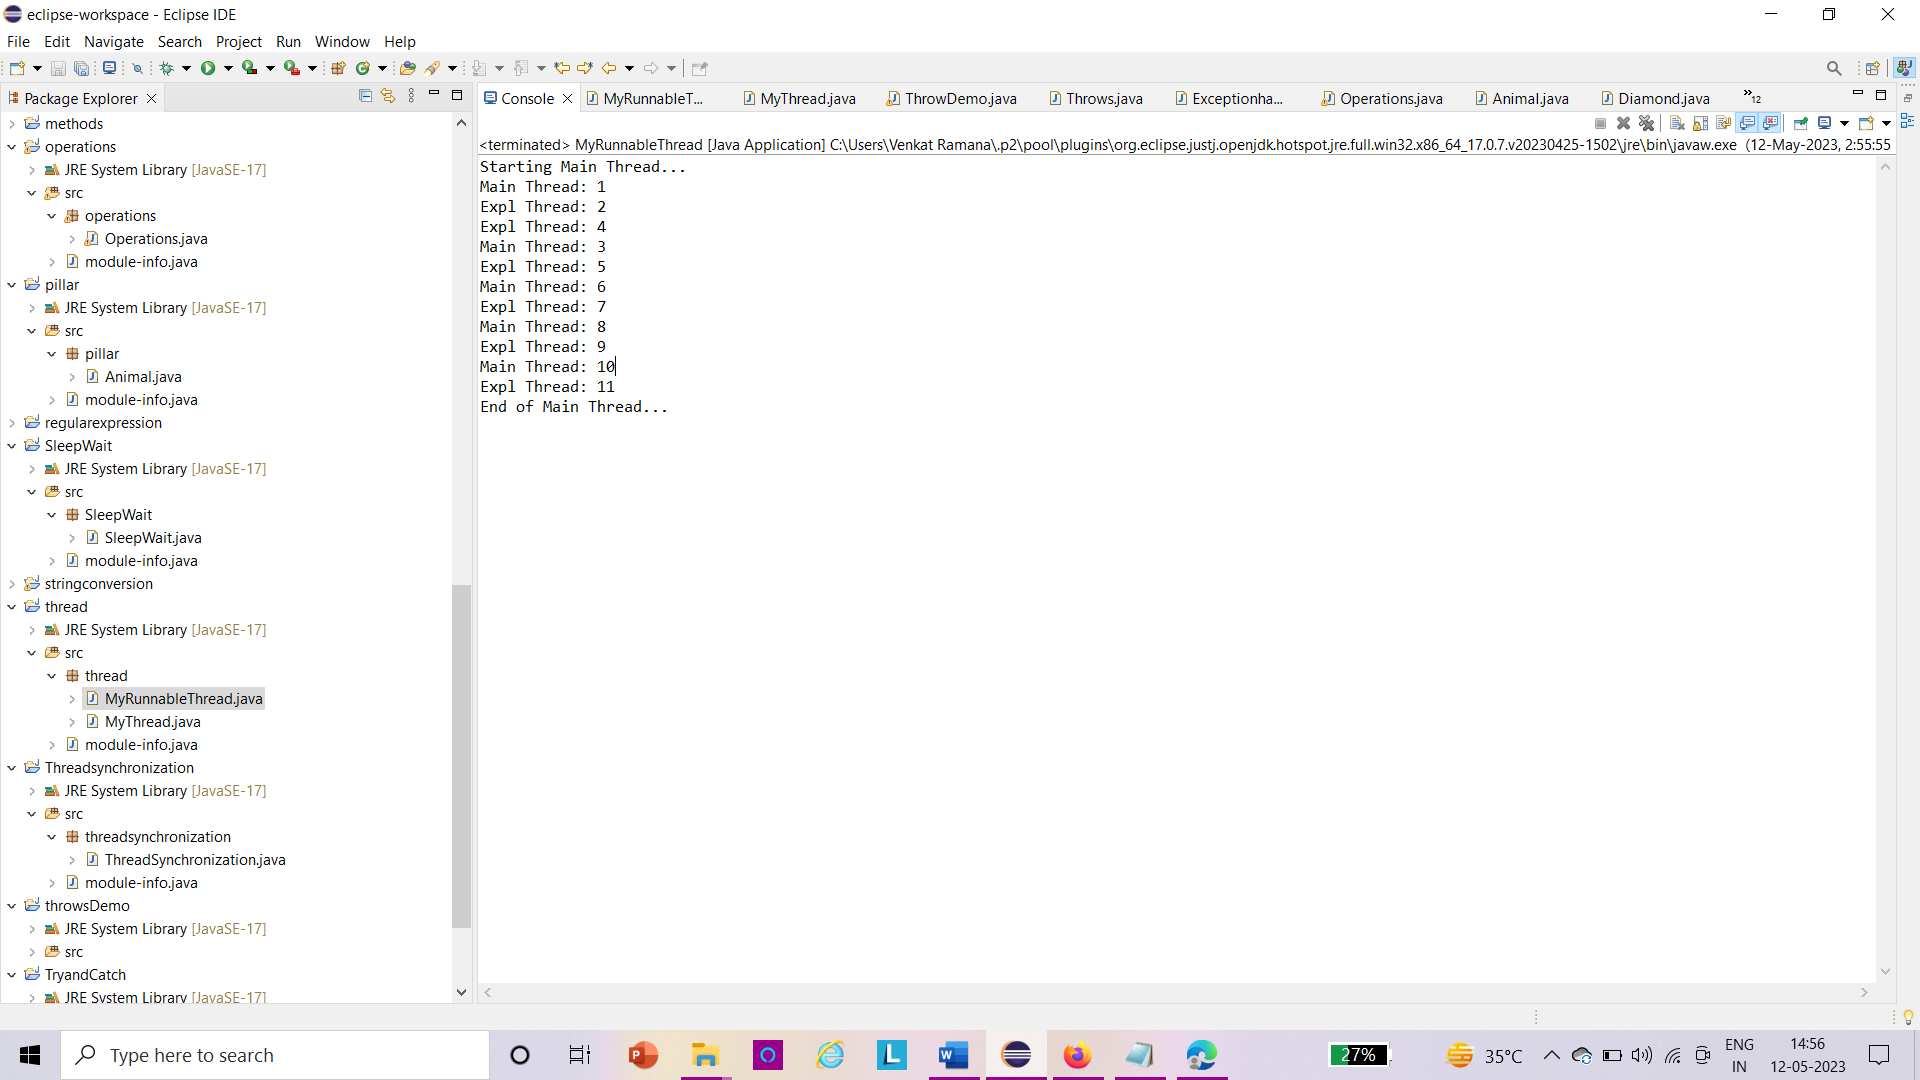 eclipse-workspace - Eclipse IDE
File Edit Navigate Search Project Run Window Help
Package Explorer
methods
operations
JRE System Library [JavaSE-17]
src
operations
Operations.java
module-info.java
pillar
JRE System Library [JavaSE-17]
src
pillar
Animal.java
module-info.java
regularexpression
SleepWait
JRE System Library [JavaSE-17]
src
SleepWait
SleepWait.java
module-info.java
stringconversion
thread
JRE System Library [JavaSE-17]
src
thread
MyRunnableThread.java
MyThread.java
module-info.java
Threadsynchronization
JRE System Library [JavaSE-17]
src
threadsynchronization
ThreadSynchronization.java
module-info.java
throwsDemo
JRE System Library [JavaSE-17]
src
TryandCatch
JRE System Library [JavaSE-17]
Console MyRunnableT... MyThread.java ThrowDemo.java Throws.java Exceptionha... Operations.java Animal.java Diamond.java »12
<terminated> MyRunnableThread [Java Application] C:\Users\Venkat Ramana\.p2\pool\plugins\org.eclipse.justj.openjdk.hotspot.jre.full.win32.x86_64_17.0.7.v20230425-1502\jre\bin\javaw.exe (12-May-2023, 2:55:55
Starting Main Thread...
Main Thread: 1
Expl Thread: 2
Expl Thread: 4
Main Thread: 3
Expl Thread: 5
Main Thread: 6
Expl Thread: 7
Main Thread: 8
Expl Thread: 9
Main Thread: 10
Expl Thread: 11
End of Main Thread...
Type here to search
27%
35°C
ENG
IN
14:56
12-05-2023